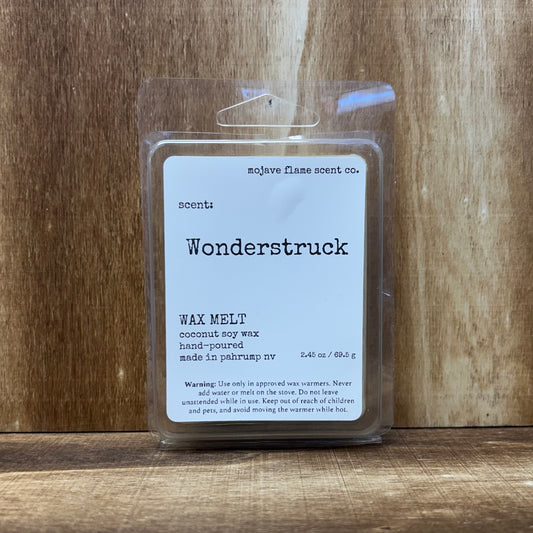 mojave flame scent co.
scent:
Wonderstruck
WAX MELT
coconut soy wax
hand-poured
made in pahrump nv
2.45 oz / 69.5 g
Warning: Use only in approved wax warmers. Never
add water or melt on the stove. Do not leave
unattended while in use. Keep out of reach of children
and pets, and avoid moving the warmer while hot.